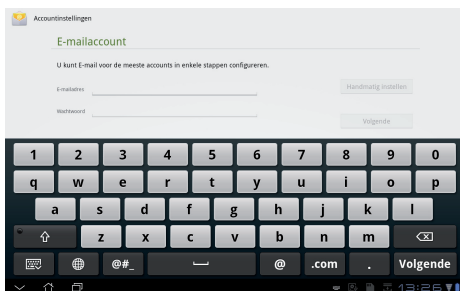 Accountinstellingen
E-mailaccount
U kunt E-mail voor de meeste accounts in enkele stappen configureren.
E-mailadres
Handmatig instellen
Wachtwoord
Volgende
1 2 3 4 5 6 7 8 9 0
q w e r t y u i o p
a s d f g h j k l
z x c v b n m
@#_ @ .com . Volgende
13:26